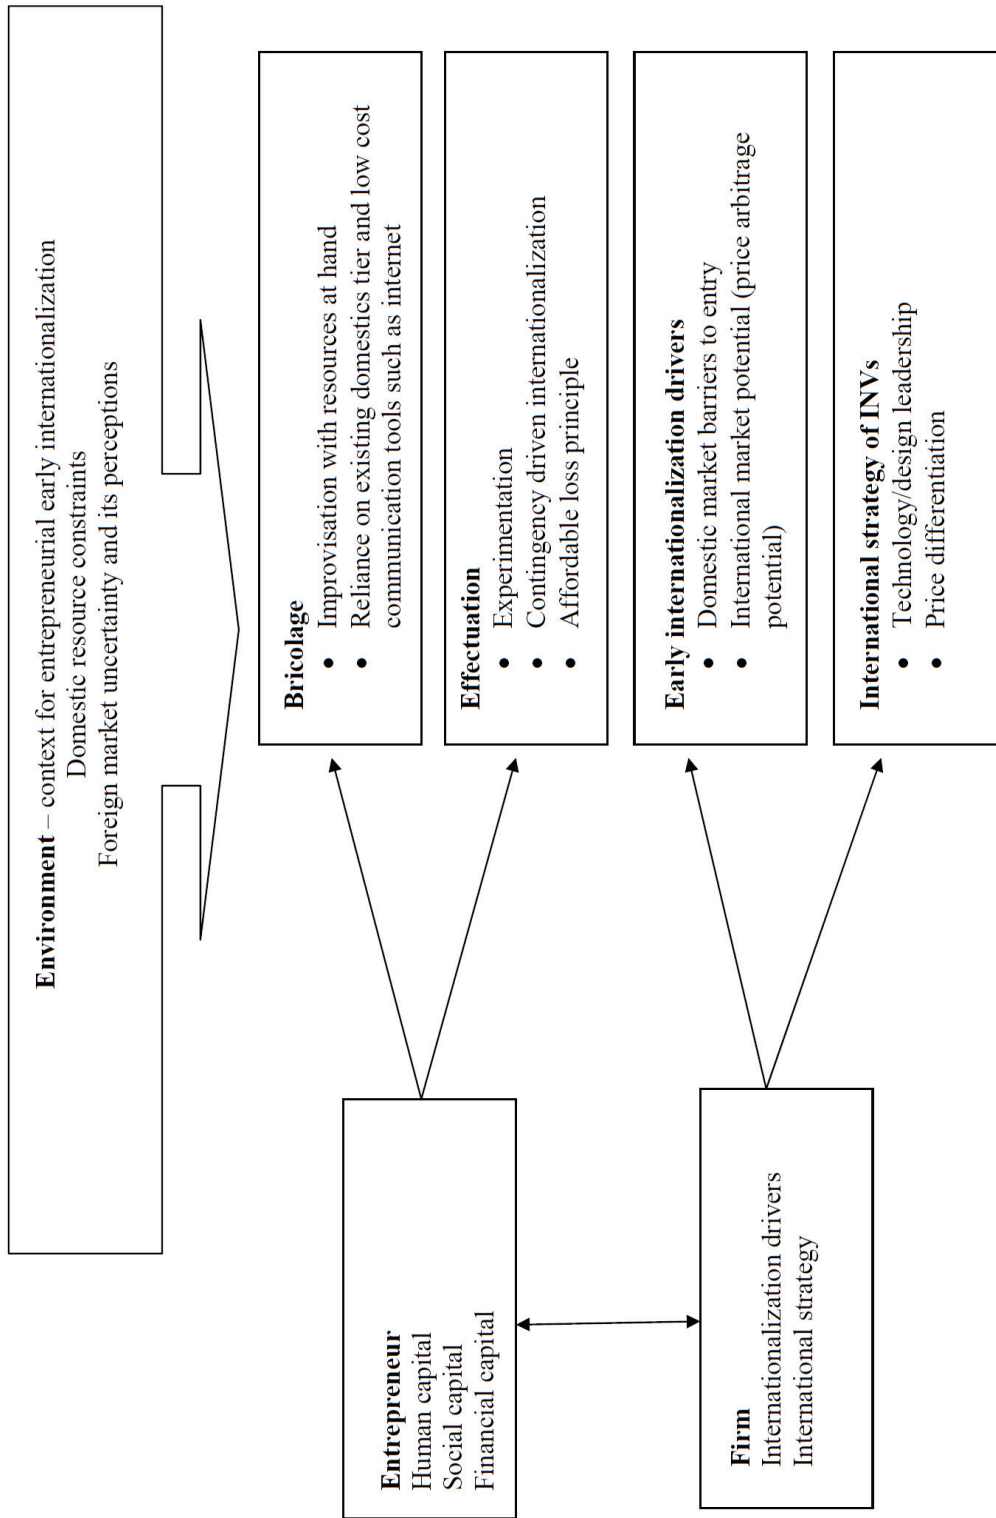 Environment – context for entrepreneurial early internationalization
Domestic resource constraints
Foreign market uncertainty and its perceptions
Entrepreneur
Human capital
Social capital
Financial capital
Firm
Internationalization drivers
International strategy
Bricolage
• Improvisation with resources at hand
• Reliance on existing domestics tier and low cost
communication tools such as internet
Effectuation
• Experimentation
• Contingency driven internationalization
• Affordable loss principle
Early internationalization drivers
• Domestic market barriers to entry
• International market potential (price arbitrage
potential)
International strategy of INVs
• Technology/design leadership
• Price differentiation